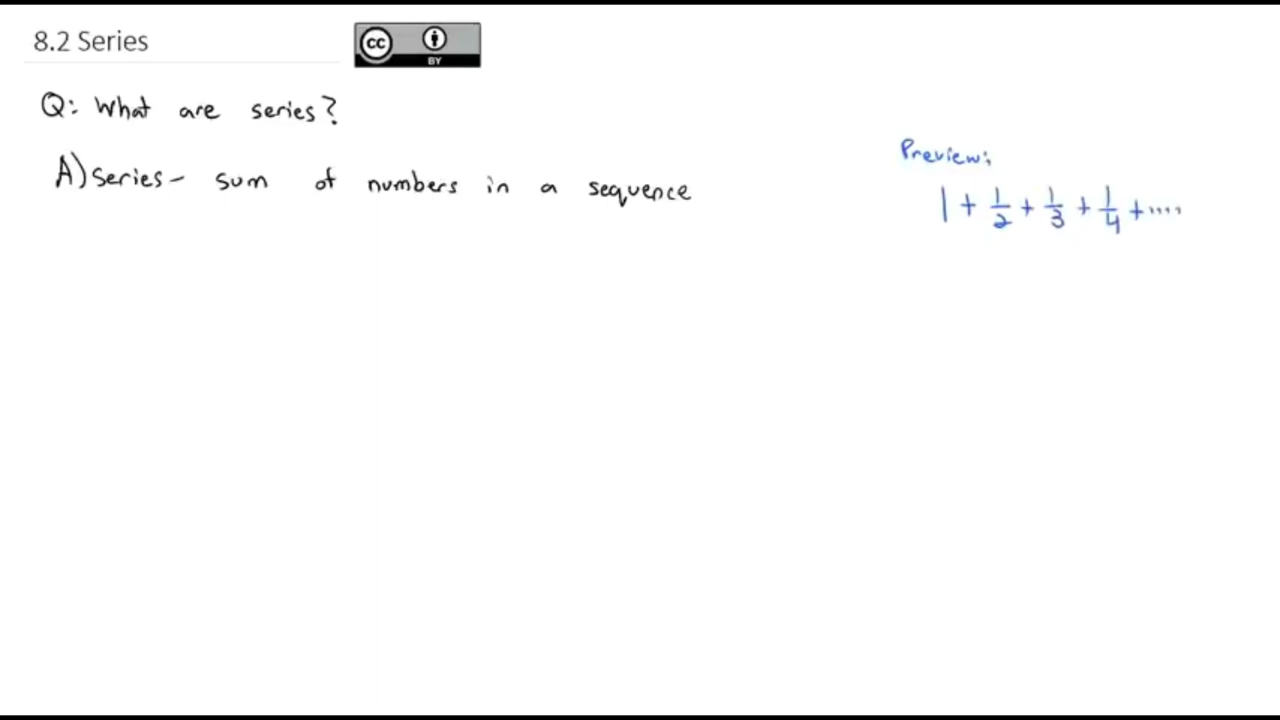 8.2 Series
CC
BY
Q: What are series?
A) Series - sum of numbers in a sequence
Preview:
1 + 1/2 + 1/3 + 1/4 + ....